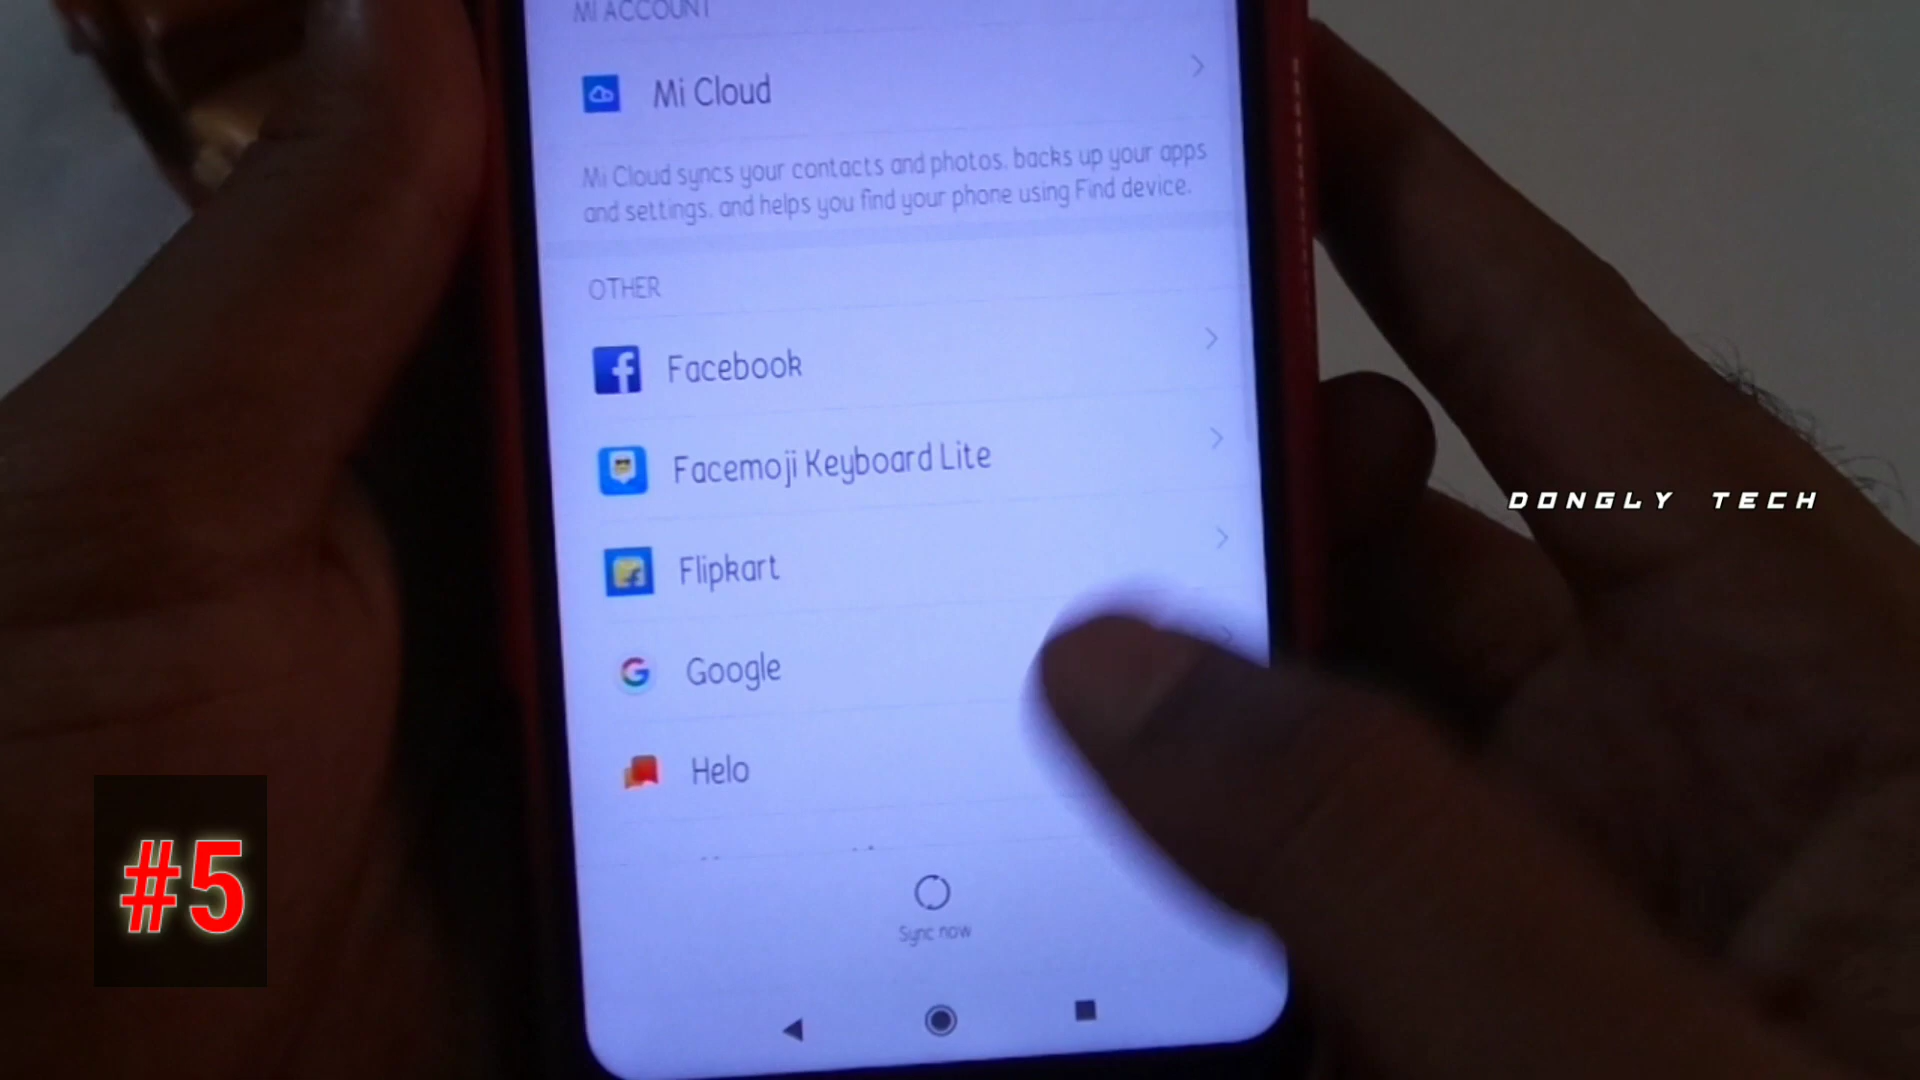 MI ACCOUNT
Mi Cloud
Mi Cloud syncs your contacts and photos, backs up your apps
and settings, and helps you find your phone using Find device.
OTHER
Facebook
Facemoji Keyboard Lite
Flipkart
Google
Helo
Sync now
DONGLY TECH
#5